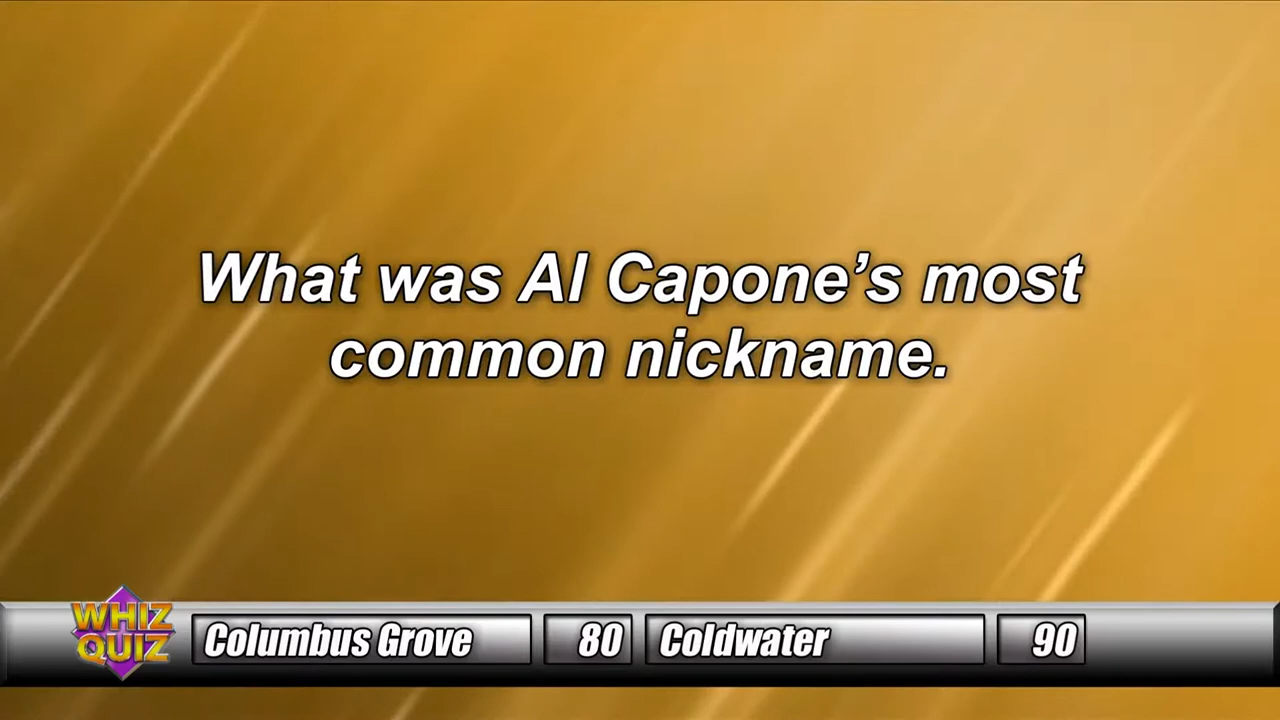 What was Al Capone’s most
common nickname.
WHIZ
QUIZ
Columbus Grove 80 Coldwater 90